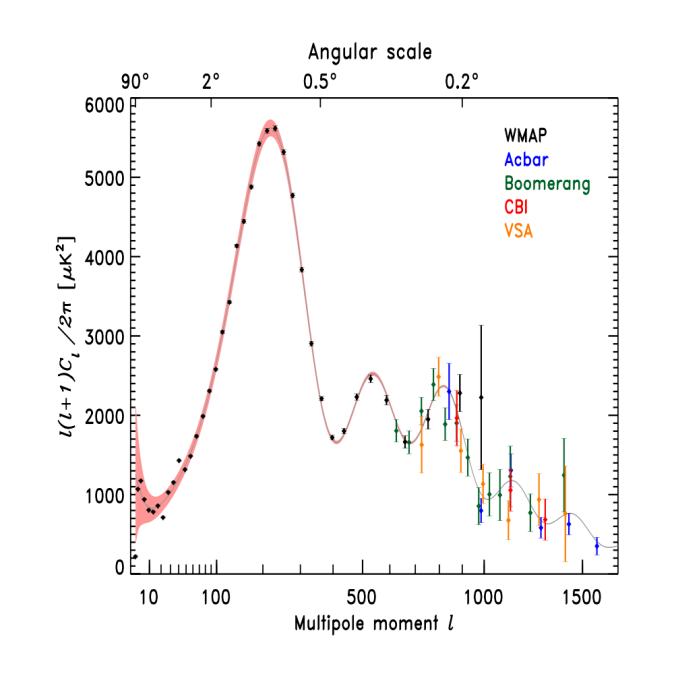 Angular scale
90° 2° 0.5° 0.2°
6000
5000
4000
3000
2000
1000
0
l(l+1)C_l /2π [μK²]
WMAP
Acbar
Boomerang
CBI
VSA
10 100 500 1000 1500
Multipole moment l